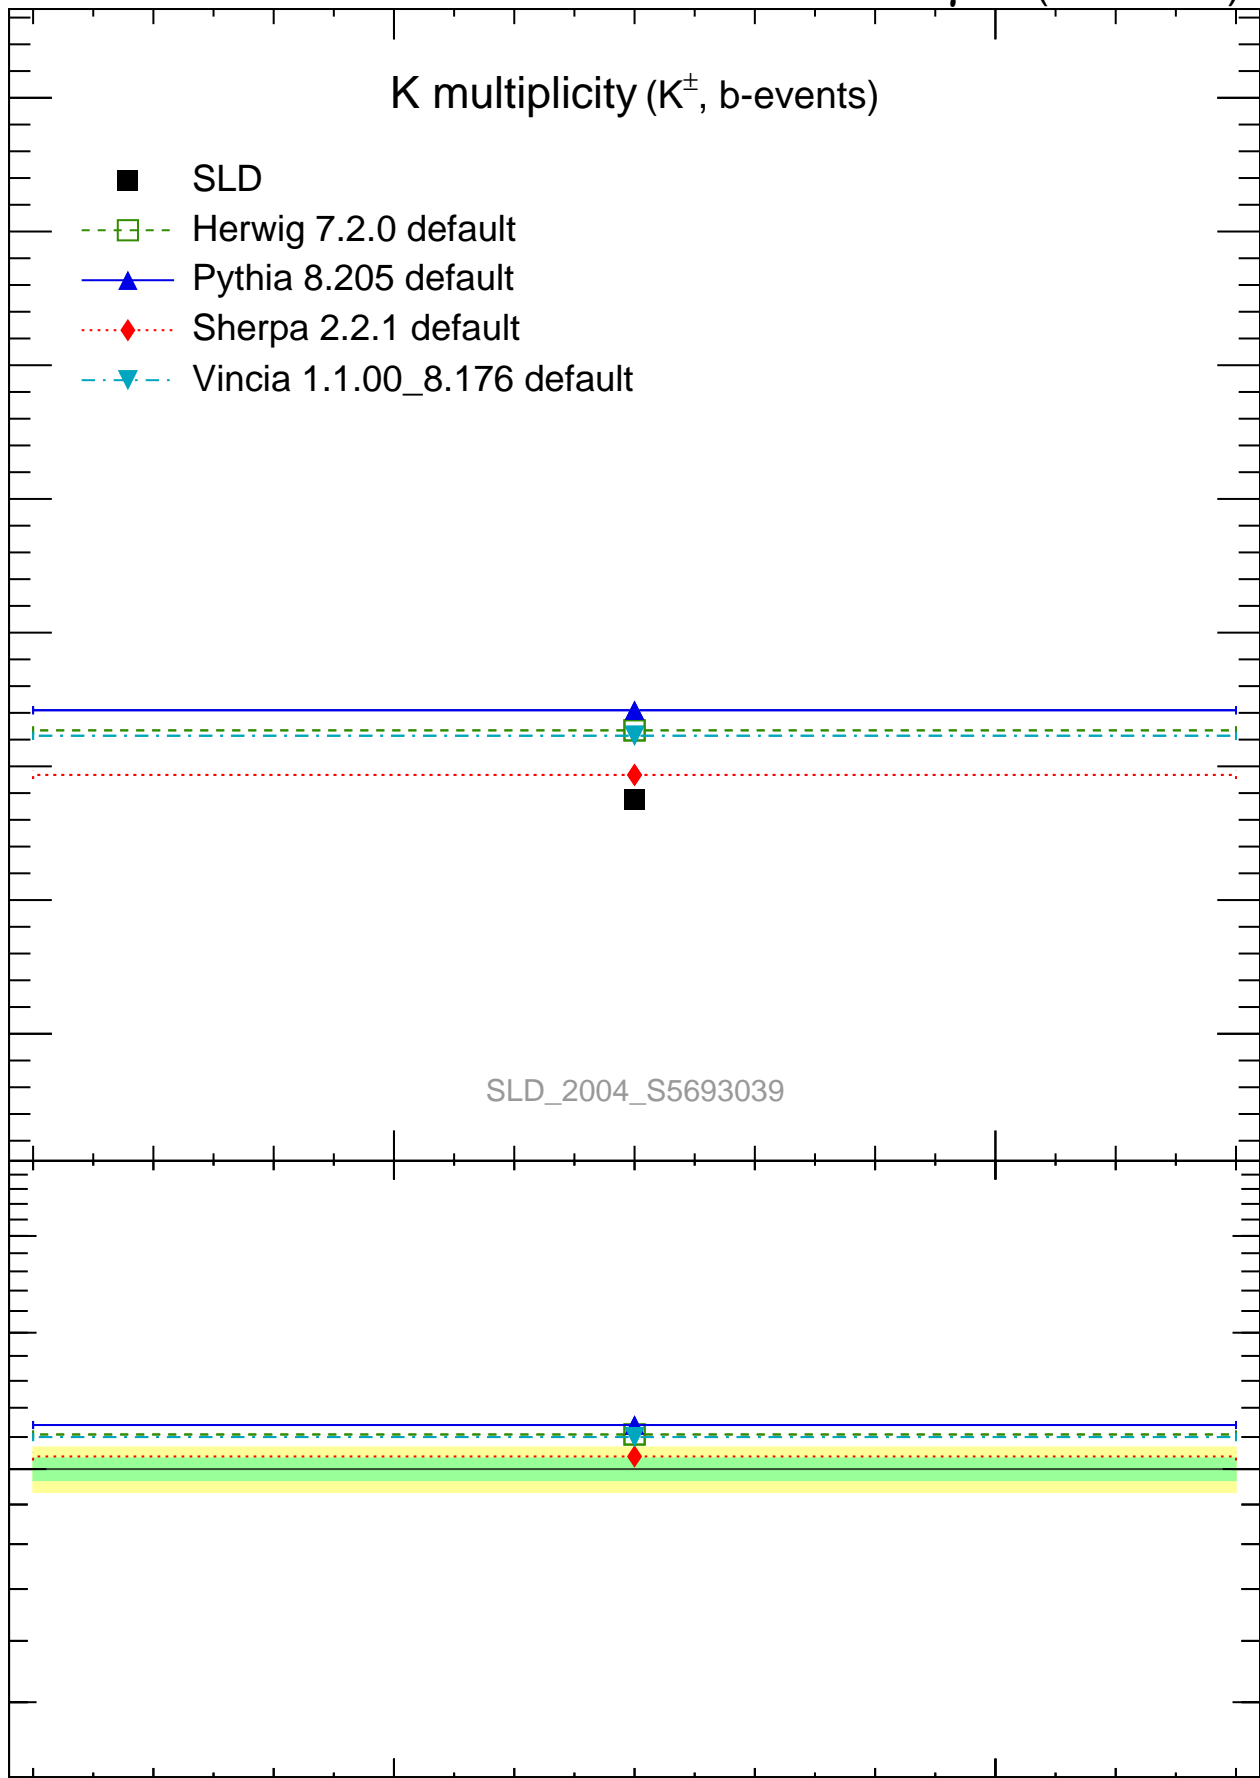 K multiplicity (K±, b-events)
SLD
Herwig 7.2.0 default
Pythia 8.205 default
Sherpa 2.2.1 default
Vincia 1.1.00_8.176 default
SLD_2004_S5693039